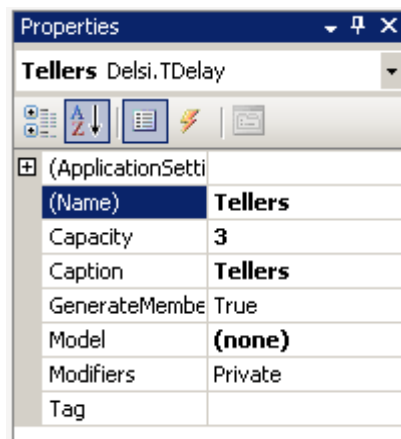 Properties
Tellers Delsi.TDelay
(ApplicationSetti
(Name) Tellers
Capacity 3
Caption Tellers
GenerateMembe True
Model (none)
Modifiers Private
Tag